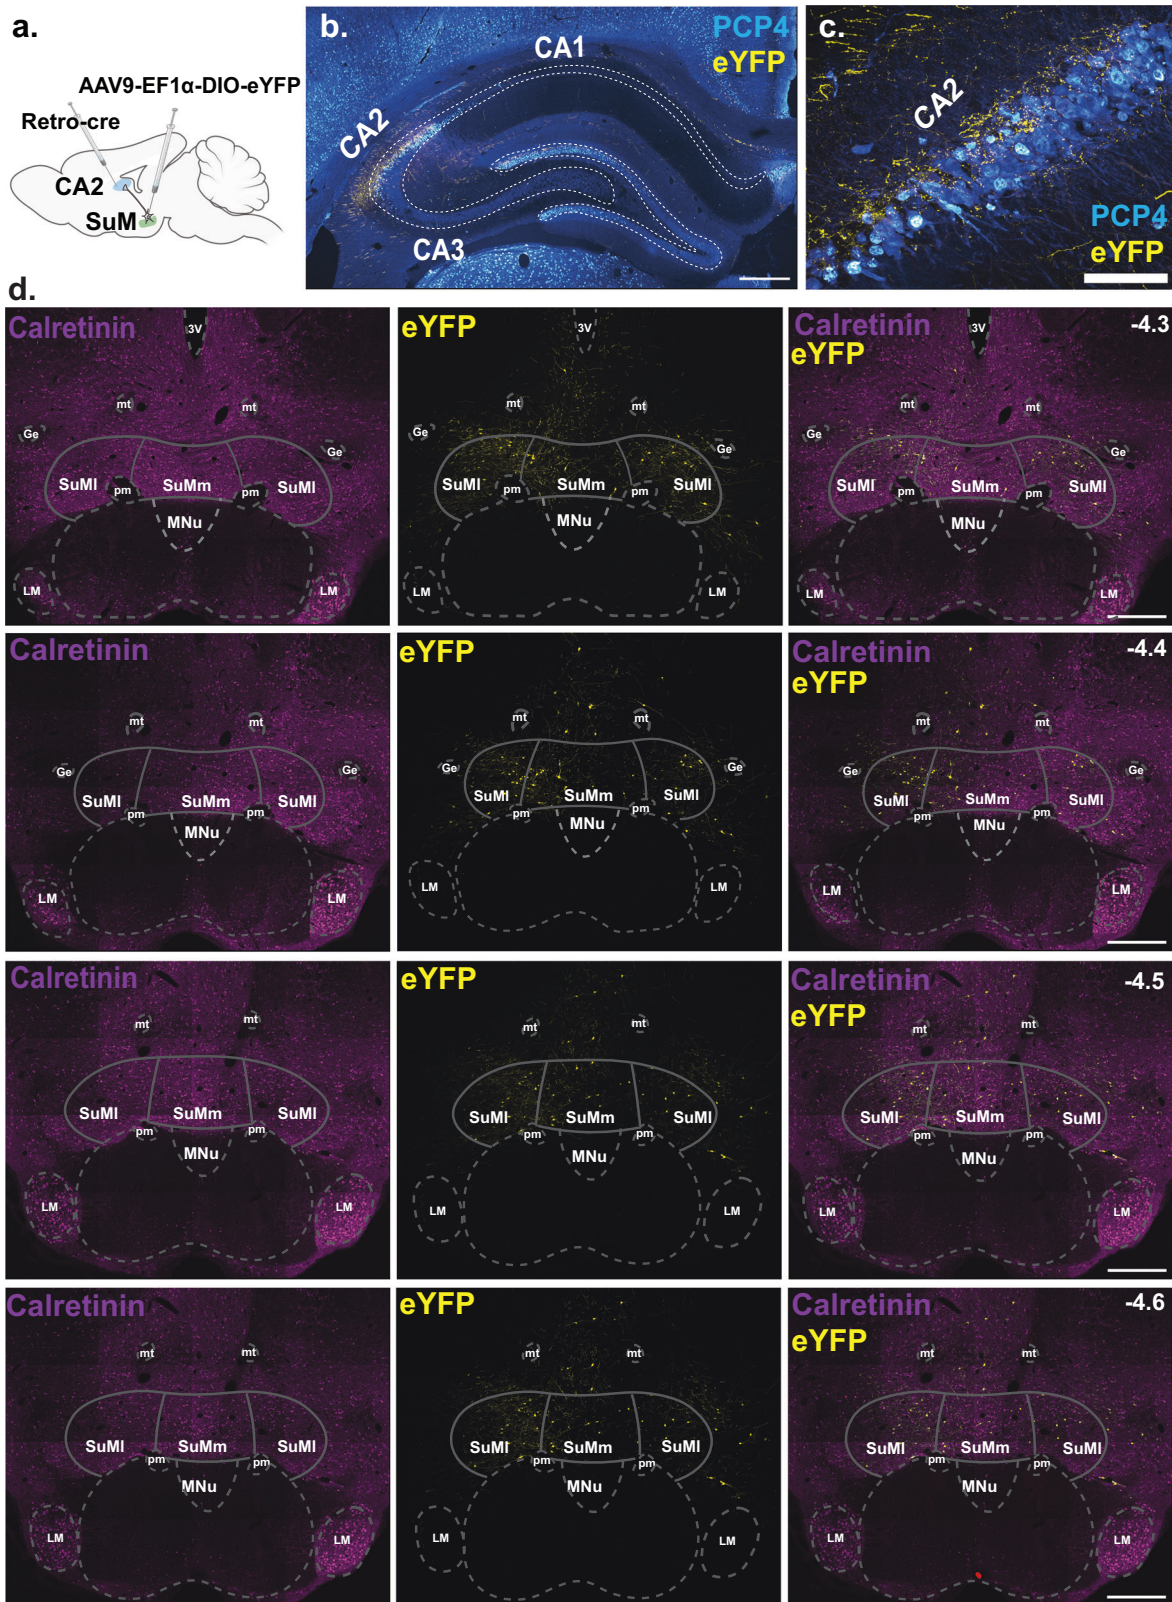 a.
AAV9-EF1α-DIO-eYFP
Retro-cre
CA2
SuM
b.
PCP4
eYFP
CA1
CA2
CA3
c.
CA2
PCP4
eYFP
d.
Calretinin
3V
mt mt
Ge Ge
SuMl SuMm SuMl
pm pm
MNu
LM LM
eYFP
3V
mt mt
Ge Ge
SuMl SuMm SuMl
pm pm
MNu
LM LM
Calretinin -4.3
eYFP
3V
mt mt
Ge Ge
SuMl SuMm SuMl
pm pm
MNu
LM LM
Calretinin
mt mt
Ge Ge
SuMl SuMm SuMl
pm pm
MNu
LM LM
eYFP
mt mt
Ge Ge
SuMl SuMm SuMl
pm pm
MNu
LM LM
Calretinin -4.4
eYFP
mt mt
Ge Ge
SuMl SuMm SuMl
pm pm
MNu
LM LM
Calretinin
mt mt
SuMl SuMm SuMl
pm pm
MNu
LM LM
eYFP
mt mt
SuMl SuMm SuMl
pm pm
MNu
LM LM
Calretinin -4.5
eYFP
mt mt
SuMl SuMm SuMl
pm pm
MNu
LM LM
Calretinin
mt mt
SuMl SuMm SuMl
pm pm
MNu
LM LM
eYFP
mt mt
SuMl SuMm SuMl
pm pm
MNu
LM LM
Calretinin -4.6
eYFP
mt mt
SuMl SuMm SuMl
pm pm
MNu
LM LM